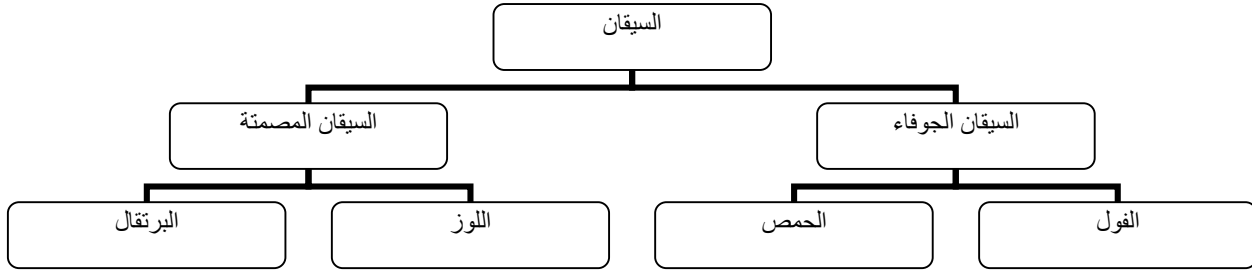 السيقان
السيقان الجوفاء
السيقان المصمتة
الفول
الحمص
اللوز
البرتقال